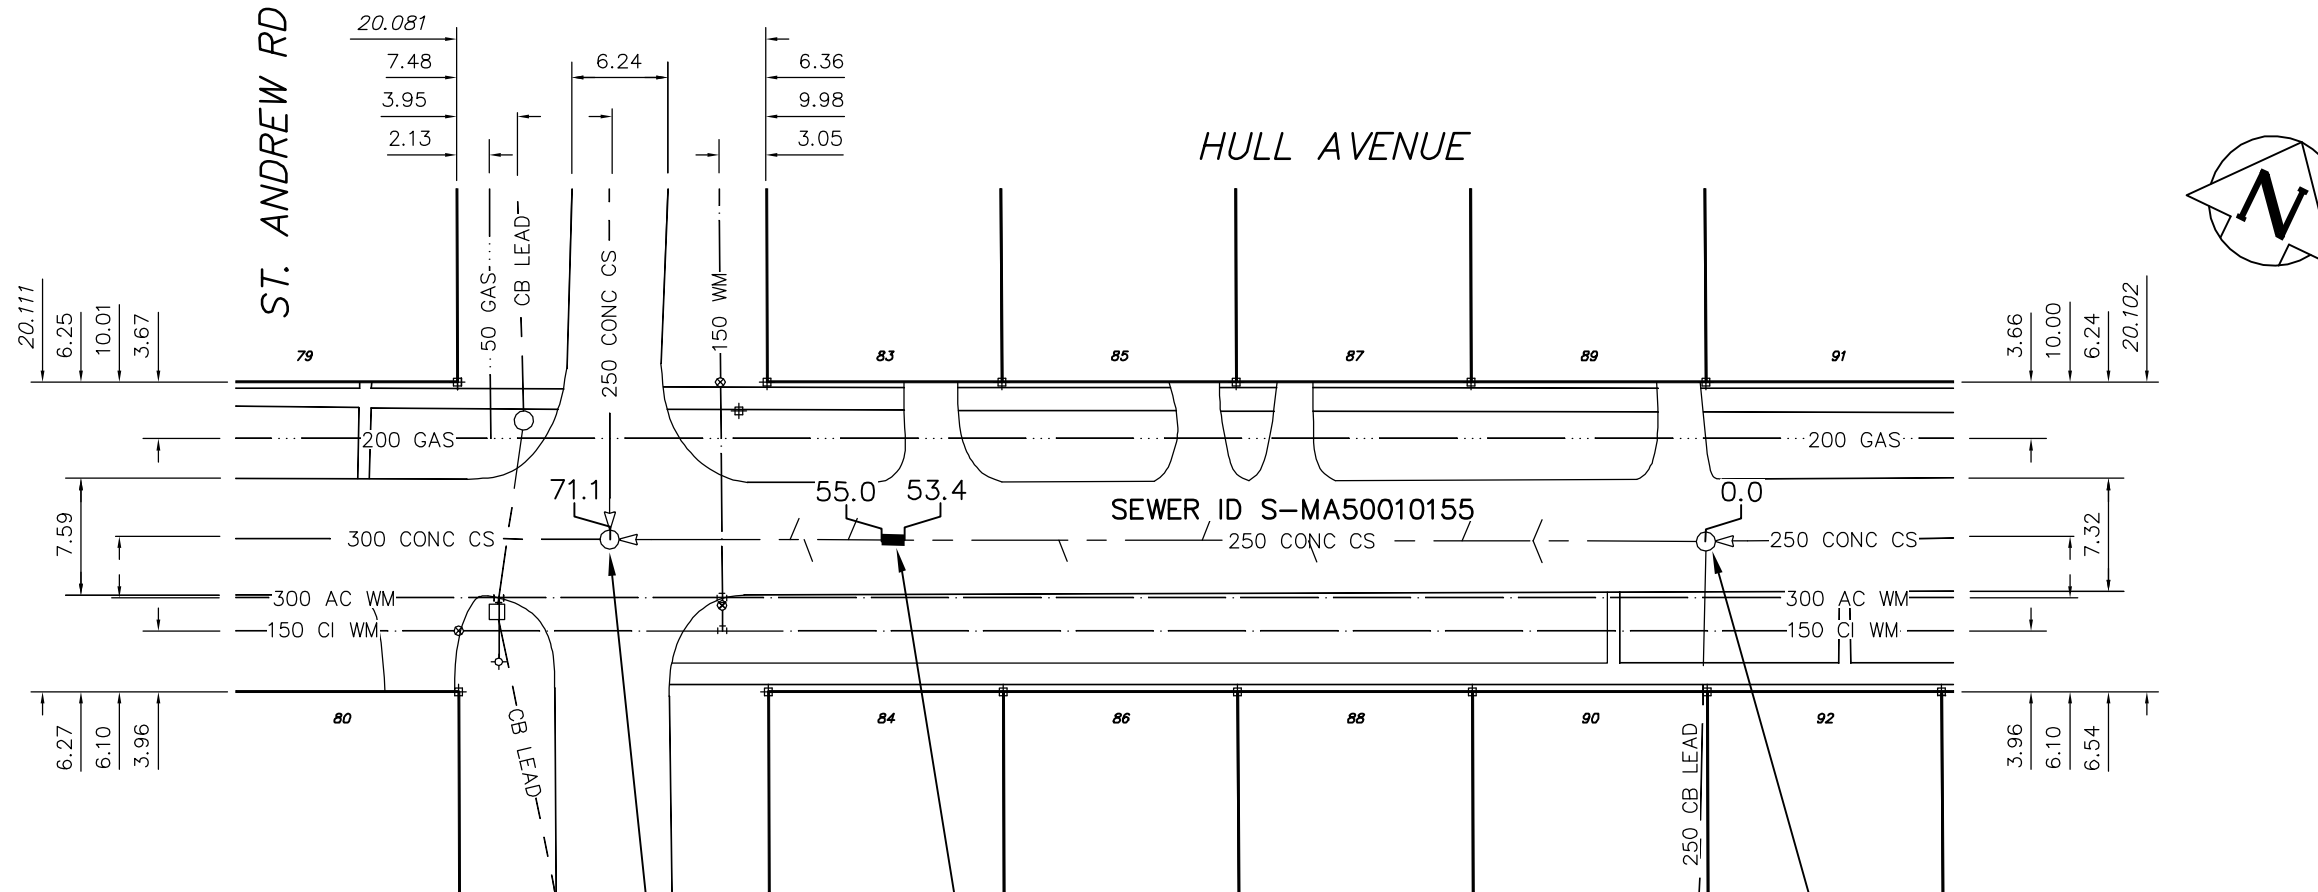 ST. ANDREW RD
HULL AVENUE
20.081
7.48
3.95
2.13
6.24
6.36
9.98
3.05
N
20.111
6.25
10.01
3.67
50 GAS
CB LEAD
250 CONC CS
150 WM
3.66
10.00
6.24
20.102
79
83
85
87
89
91
200 GAS
200 GAS
71.1
55.0
53.4
SEWER ID S-MA50010155
0.0
7.59
300 CONC CS
250 CONC CS
250 CONC CS
7.32
300 AC WM
300 AC WM
150 CI WM
150 CI WM
80
84
86
88
90
92
6.27
6.10
3.96
CB LEAD
250 CB LEAD
3.96
6.10
6.54